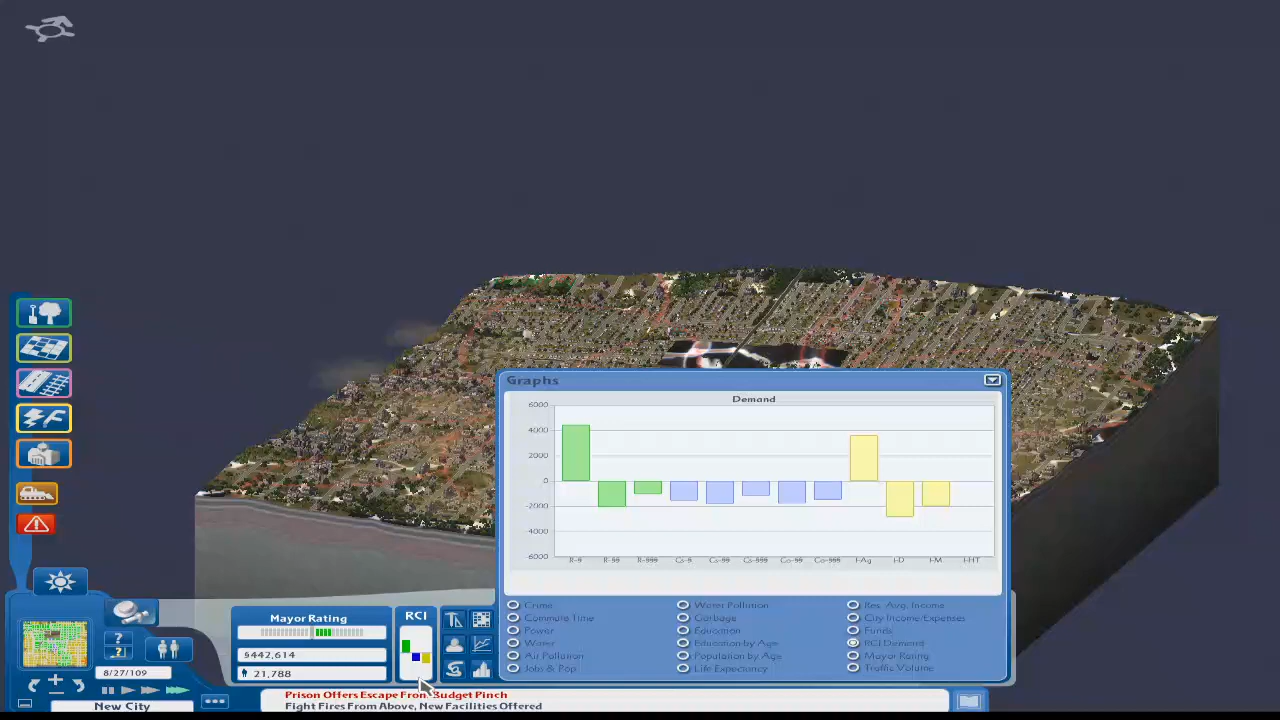 Graphs
Demand
6000
4000
2000
0
-2000
-4000
-6000
R-§ R-§§ R-§§§ Cs-§ Cs-§§ Cs-§§§ Co-§§ Co-§§§ I-Ag I-D I-M I-HT
Crime
Commute Time
Power
Water
Air Pollution
Jobs & Pop
Water Pollution
Garbage
Education
Education by Age
Population by Age
Life Expectancy
Res. Avg. Income
City Income/Expenses
Funds
RCI Demand
Mayor Rating
Traffic Volume
Mayor Rating
§442,614
21,788
RCI
8/27/109
New City
Prison Offers Escape From Budget Pinch
Fight Fires From Above, New Facilities Offered